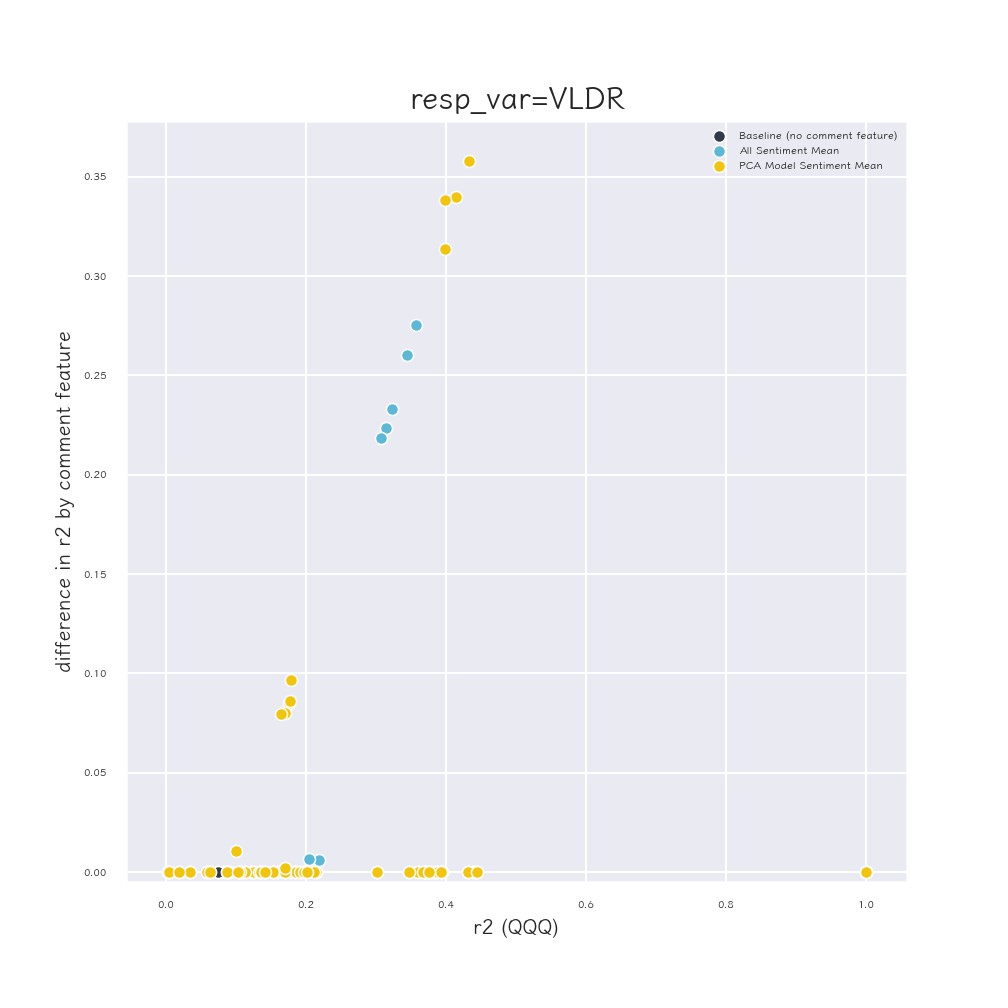 resp_var=VLDR
Baseline (no comment feature)
All Sentiment Mean
PCA Model Sentiment Mean
difference in r2 by comment feature
0.35
0.30
0.25
0.20
0.15
0.10
0.05
0.00
0.0 0.2 0.4 0.6 0.8 1.0
r2 (QQQ)